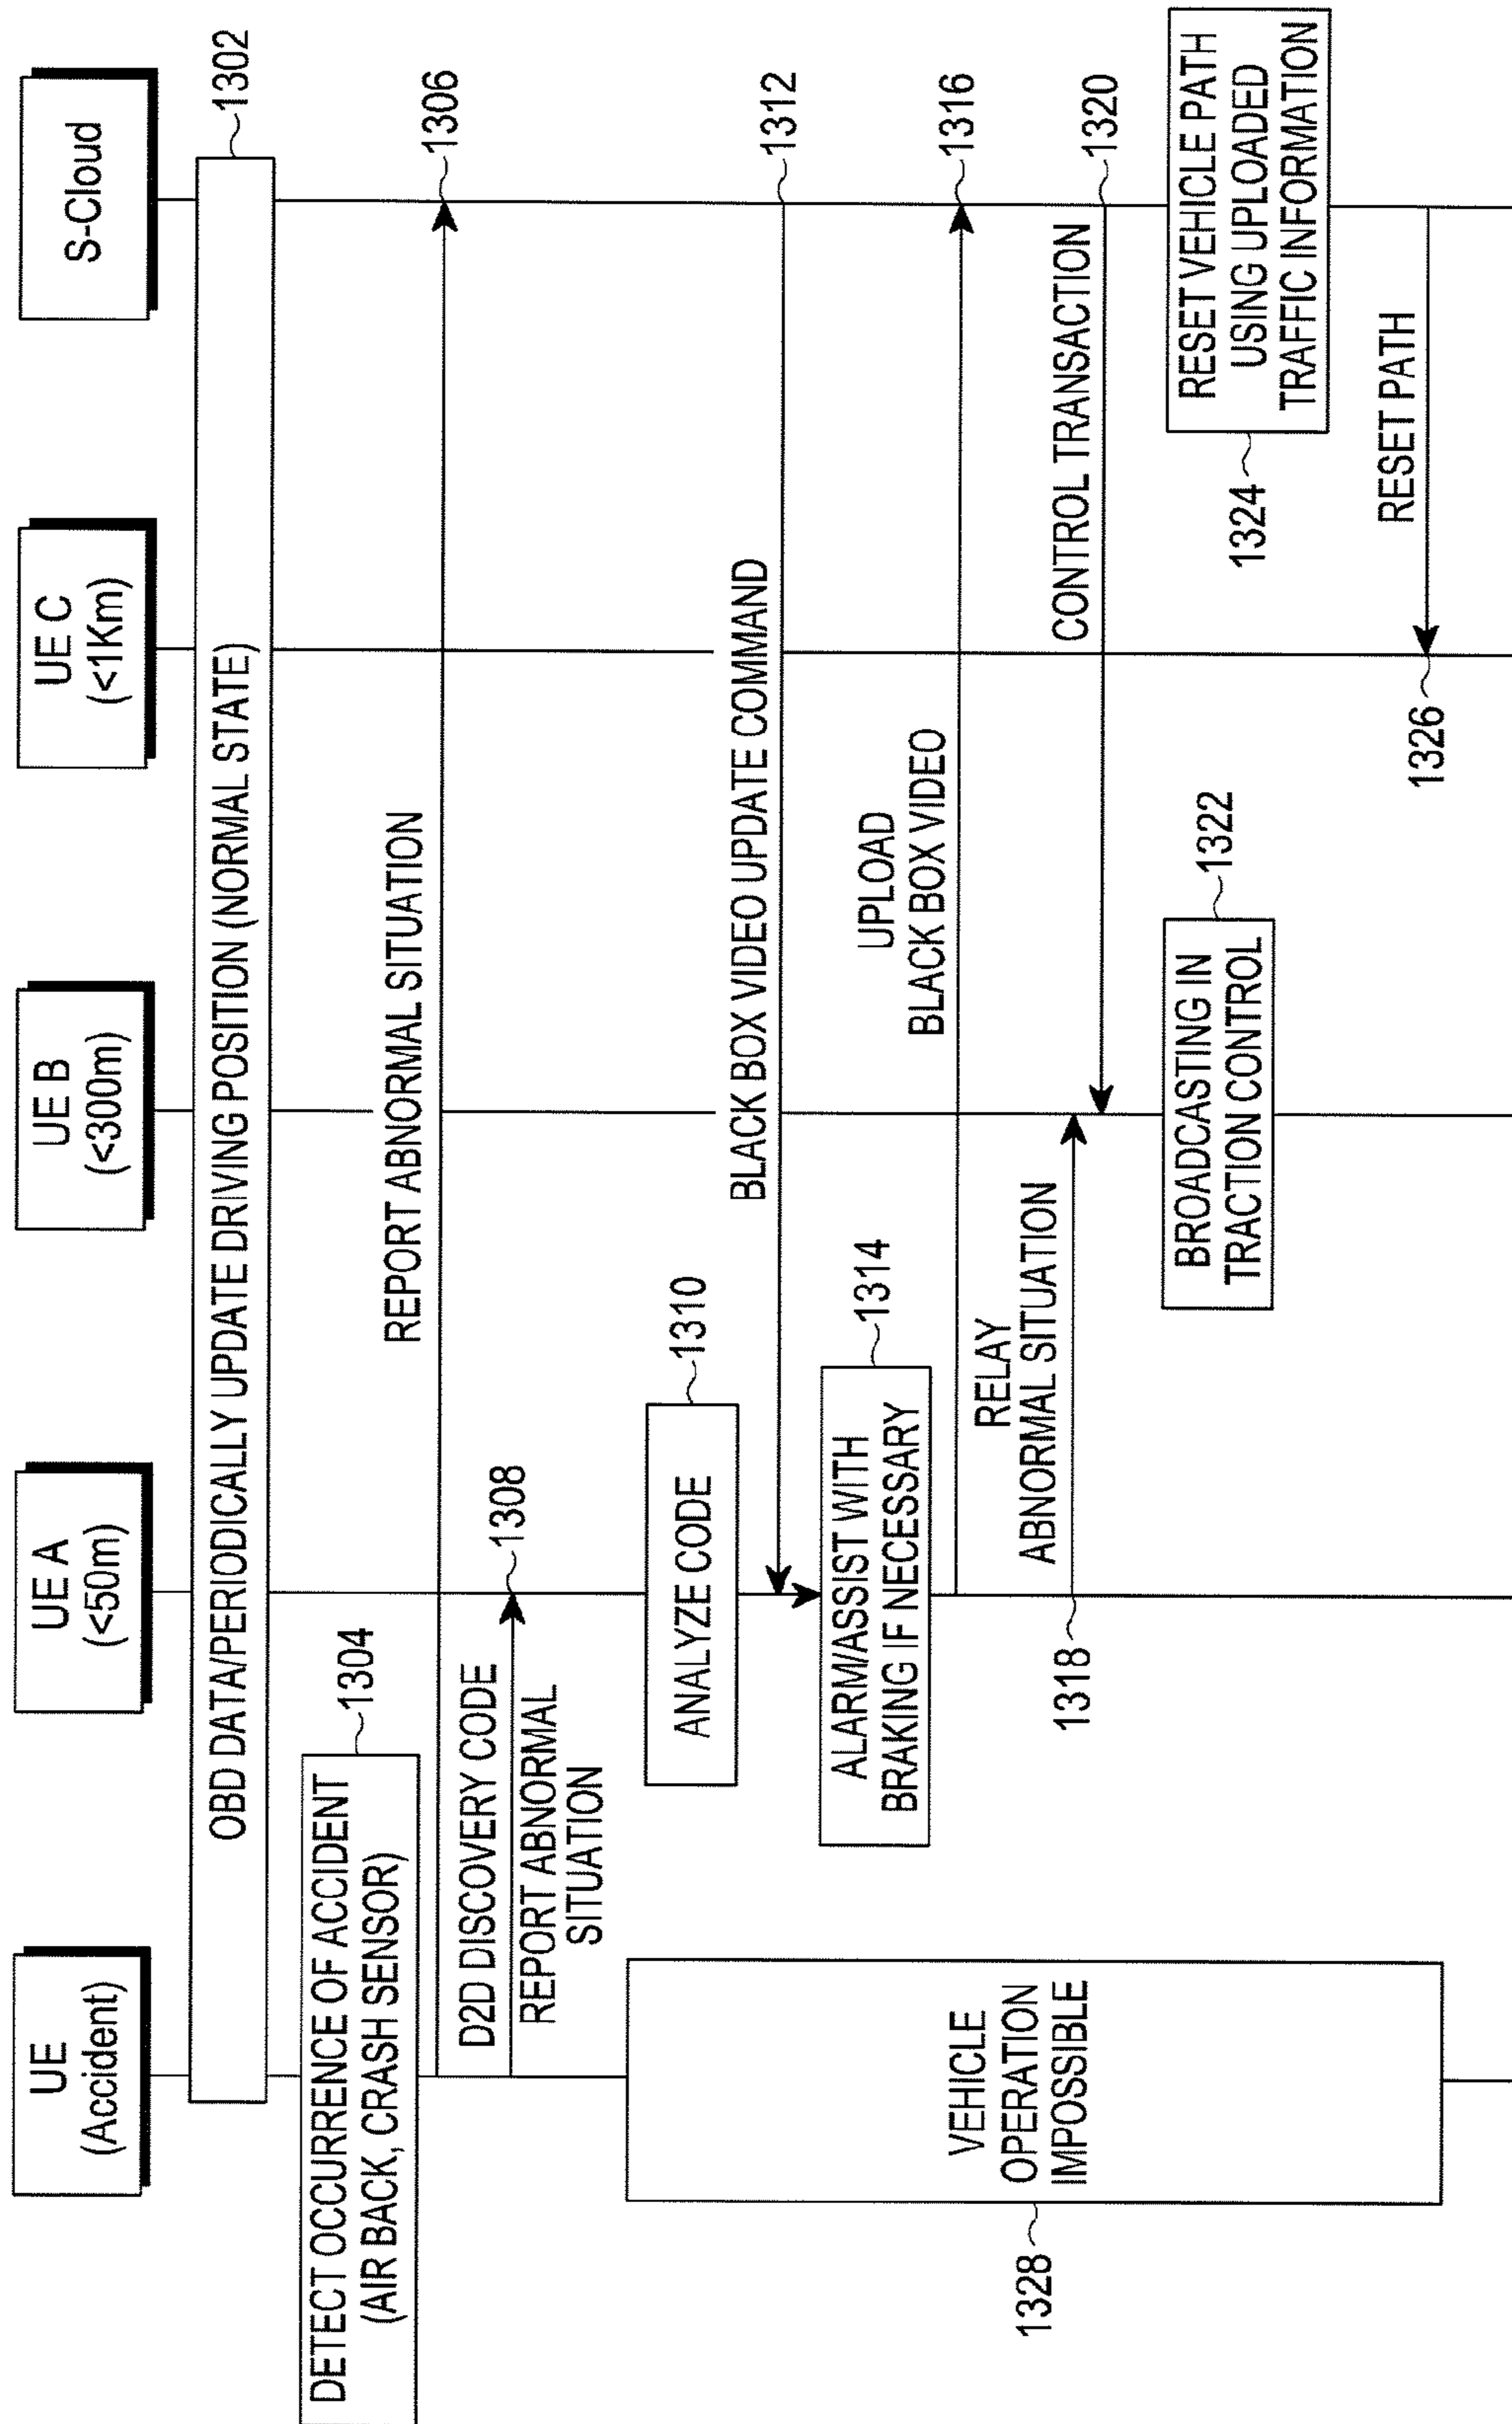 UE
(Accident)
UE A
(<50m)
UE B
(<300m)
UE C
(<1Km)
S-Cloud
OBD DATA/PERIODICALLY UPDATE DRIVING POSITION (NORMAL STATE)
1302
DETECT OCCURRENCE OF ACCIDENT
(AIR BACK, CRASH SENSOR)
1304
REPORT ABNORMAL SITUATION
1306
D2D DISCOVERY CODE
REPORT ABNORMAL
SITUATION
1308
ANALYZE CODE
1310
BLACK BOX VIDEO UPDATE COMMAND
1312
ALARM/ASSIST WITH
BRAKING IF NECESSARY
1314
UPLOAD
BLACK BOX VIDEO
1316
RELAY
ABNORMAL SITUATION
1318
CONTROL TRANSACTION
1320
BROADCASTING IN
TRACTION CONTROL
1322
RESET VEHICLE PATH
USING UPLOADED
TRAFFIC INFORMATION
1324
RESET PATH
1326
VEHICLE
OPERATION
IMPOSSIBLE
1328